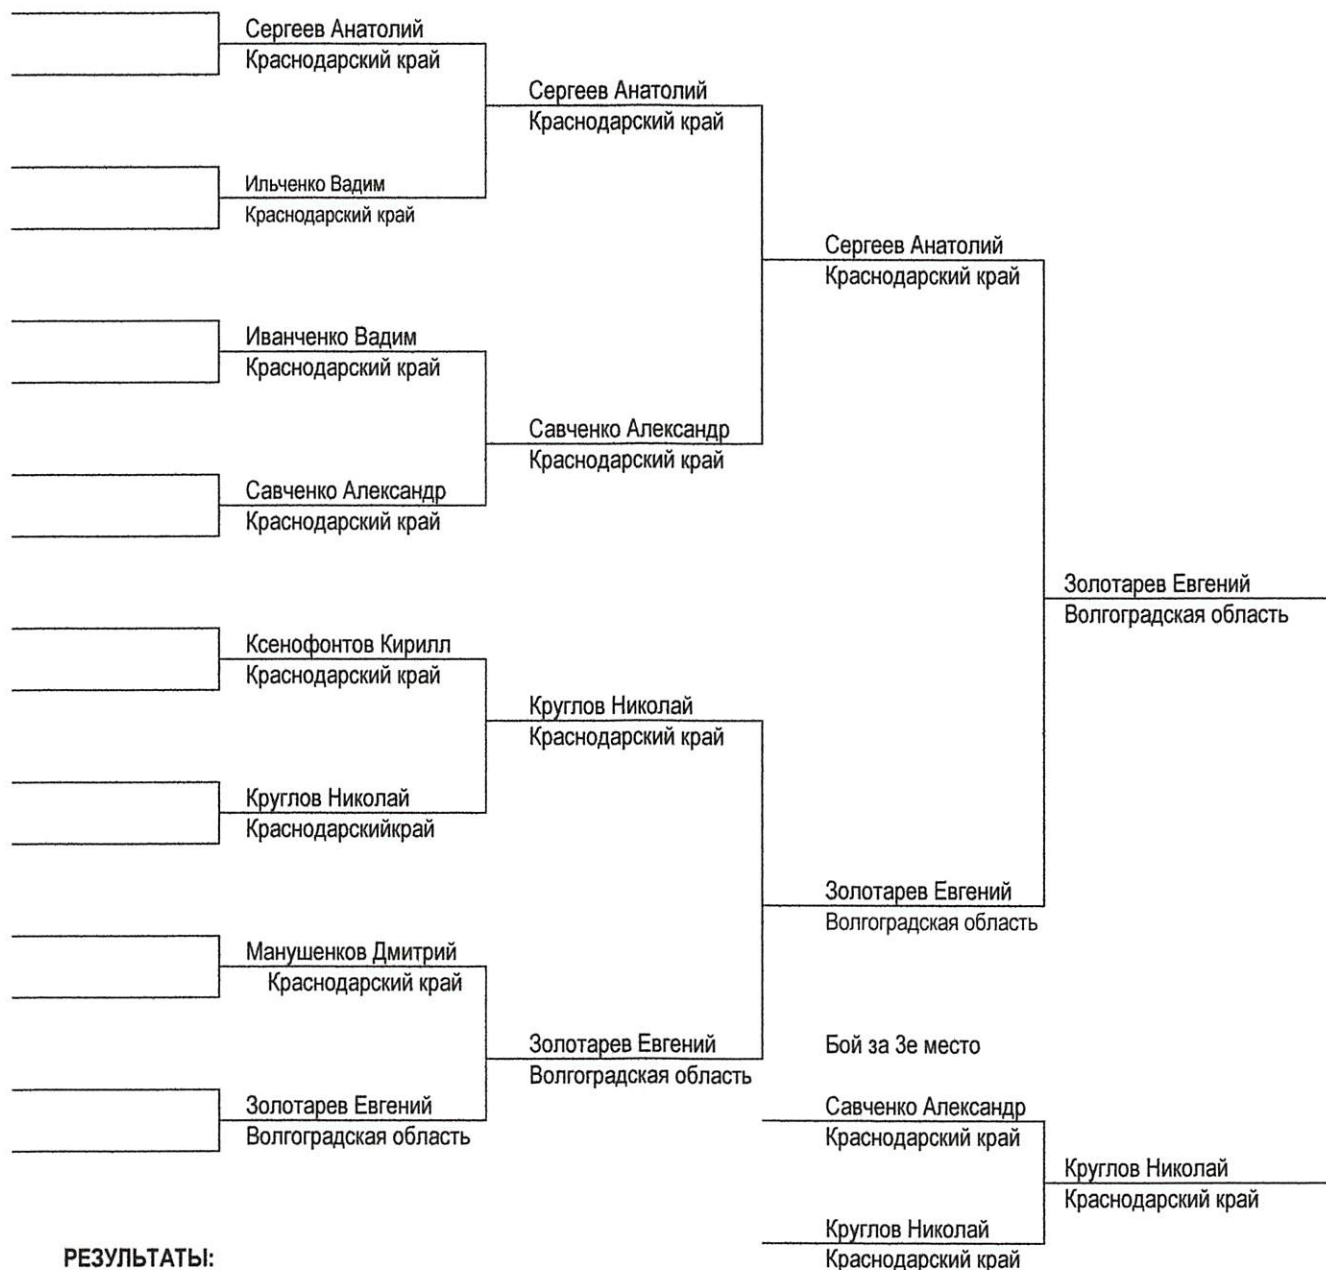 Сергеев Анатолий
Краснодарский край
Сергеев Анатолий
Краснодарский край
Ильченко Вадим
Краснодарский край
Сергеев Анатолий
Краснодарский край
Иванченко Вадим
Краснодарский край
Савченко Александр
Краснодарский край
Савченко Александр
Краснодарский край
Золотарев Евгений
Волгоградская область
Ксенофонтов Кирилл
Краснодарский край
Круглов Николай
Краснодарский край
Круглов Николай
Краснодарскийкрай
Золотарев Евгений
Волгоградская область
Манушенков Дмитрий
Краснодарский край
Золотарев Евгений
Волгоградская область
Бой за 3е место
Золотарев Евгений
Волгоградская область
Савченко Александр
Краснодарский край
Круглов Николай
Краснодарский край
Круглов Николай
Краснодарский край
РЕЗУЛЬТАТЫ: